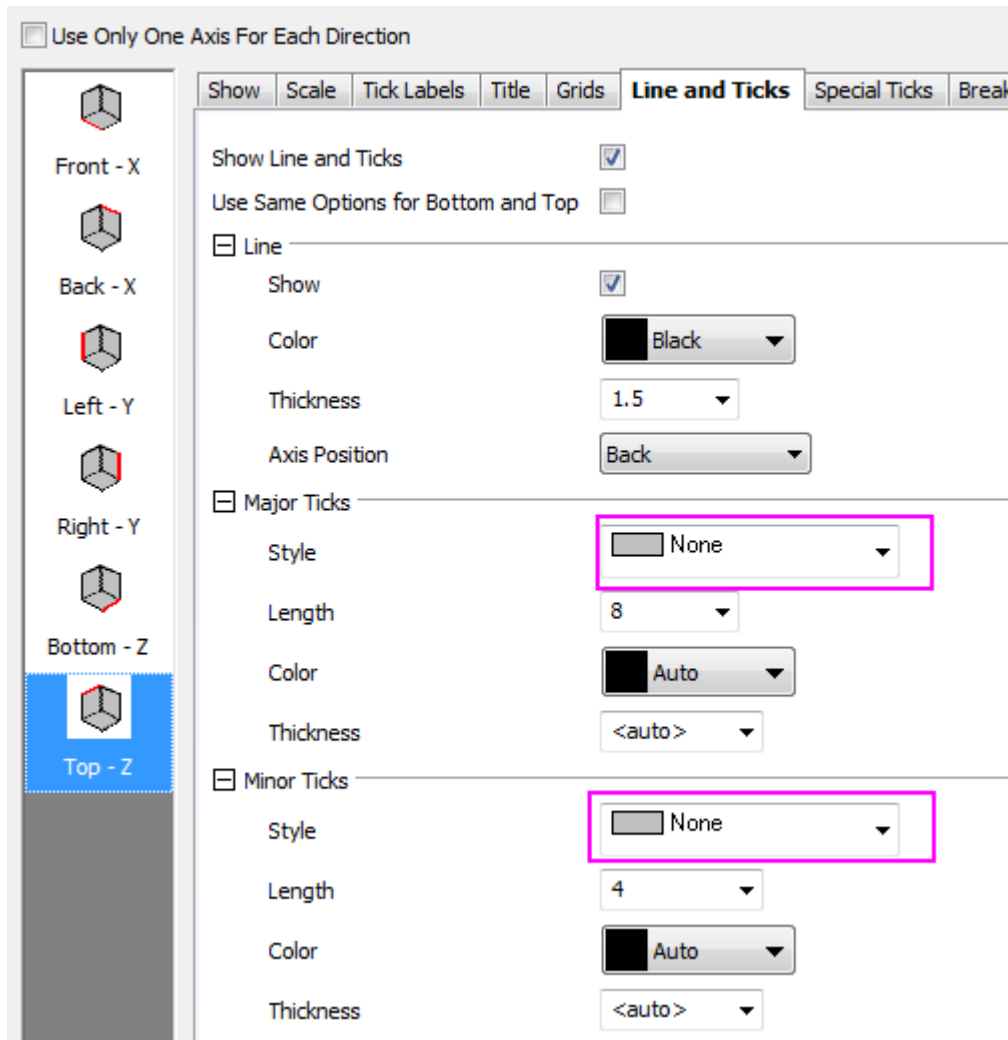 Use Only One Axis For Each Direction
Front - X
Back - X
Left - Y
Right - Y
Bottom - Z
Top - Z
Show Scale Tick Labels Title Grids Line and Ticks Special Ticks Break
Show Line and Ticks
Use Same Options for Bottom and Top
Line
Show
Color Black
Thickness 1.5
Axis Position Back
Major Ticks
Style None
Length 8
Color Auto
Thickness <auto>
Minor Ticks
Style None
Length 4
Color Auto
Thickness <auto>